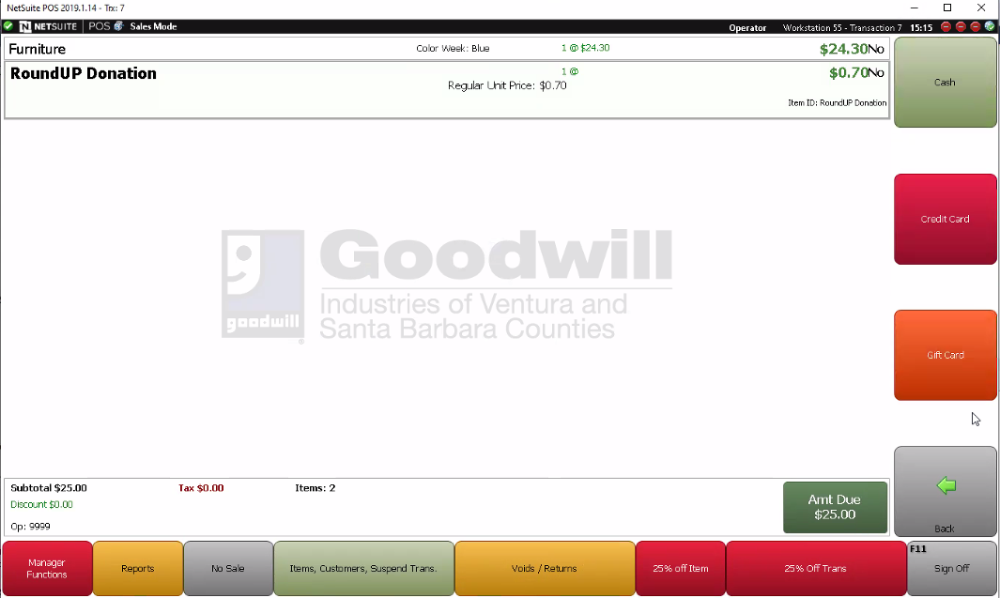 NetSuite POS 2019.1.14 - Trx: 7
N NETSUITE POS Sales Mode Operator Workstation 55 - Transaction 7 15:15
Furniture Color Week: Blue 1 @ $24.30 $24.30No
RoundUP Donation 1 @ $0.70No
Regular Unit Price: $0.70
Item ID: RoundUP Donation
Cash
Credit Card
Goodwill
Industries of Ventura and
Santa Barbara Counties
goodwill
Gift Card
Subtotal $25.00 Tax $0.00 Items: 2
Discount $0.00
Op: 9999
Amt Due
$25.00
Back
Manager
Functions
Reports
No Sale
Items, Customers, Suspend Trans.
Voids / Returns
25% off Item
25% Off Trans
F11
Sign Off